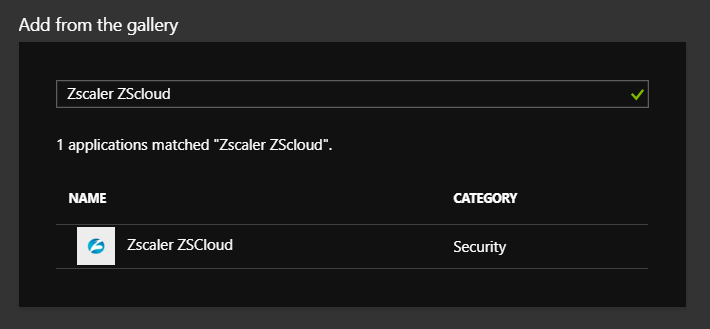 Add from the gallery
Zscaler ZScloud
1 applications matched "Zscaler ZScloud".
NAME CATEGORY
Zscaler ZSCloud Security